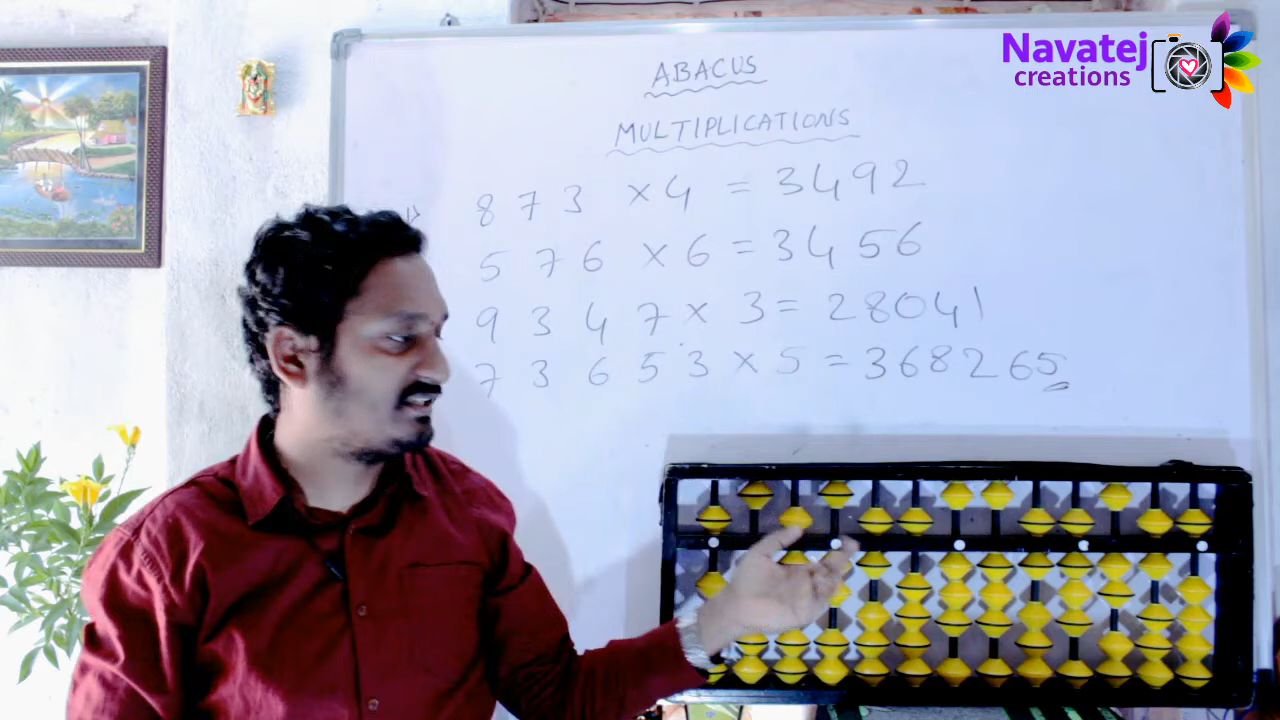 Navatej
creations
ABACUS
MULTIPLICATIONS
873 × 4 = 3492
576 × 6 = 3456
9347 × 3 = 28041
73653 × 5 = 368265